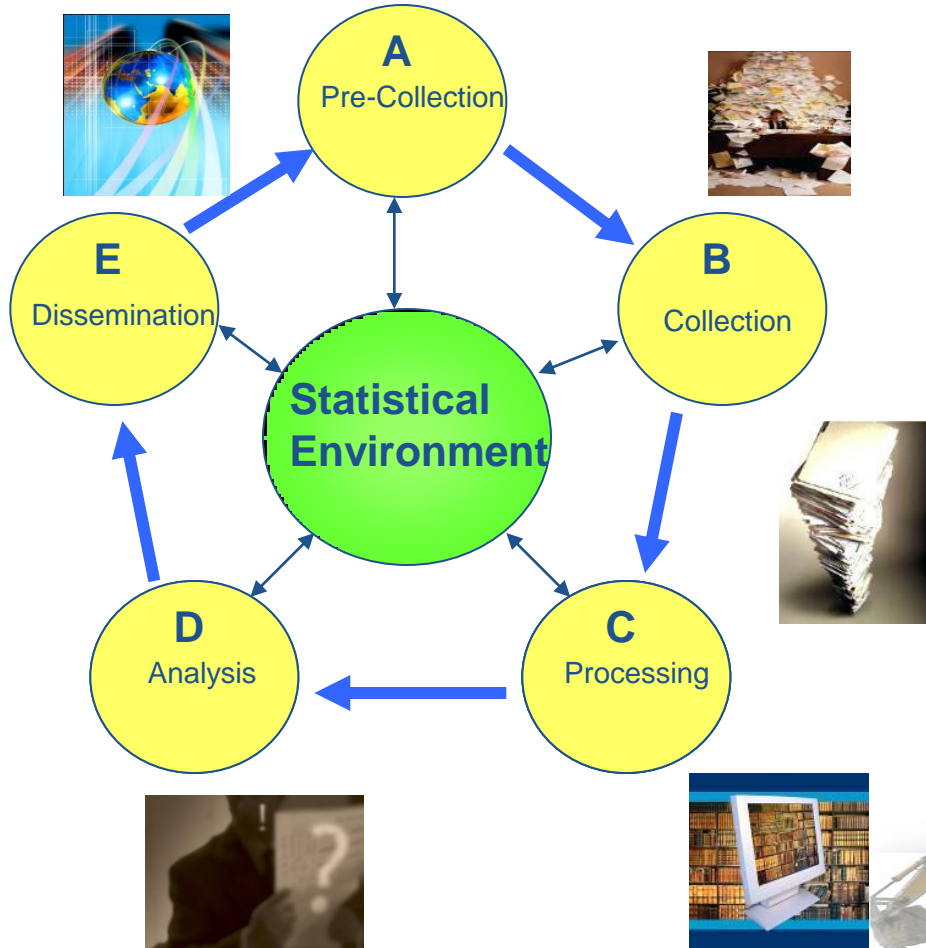 A
Pre-Collection
B
Collection
C
Processing
D
Analysis
E
Dissemination
Statistical
Environment
!
?